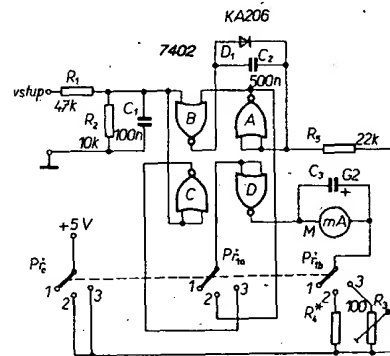 KA206
7402
D1
C2
500n
R1
vstup
47k
R2
10k
C1
100n
B
A
C
D
R5
22k
C3
G2
+
mA
M
+5 V
Př1c
Př1a
Př1b
1
2
3
1
2
3
1
2
3
R4*
100
R3